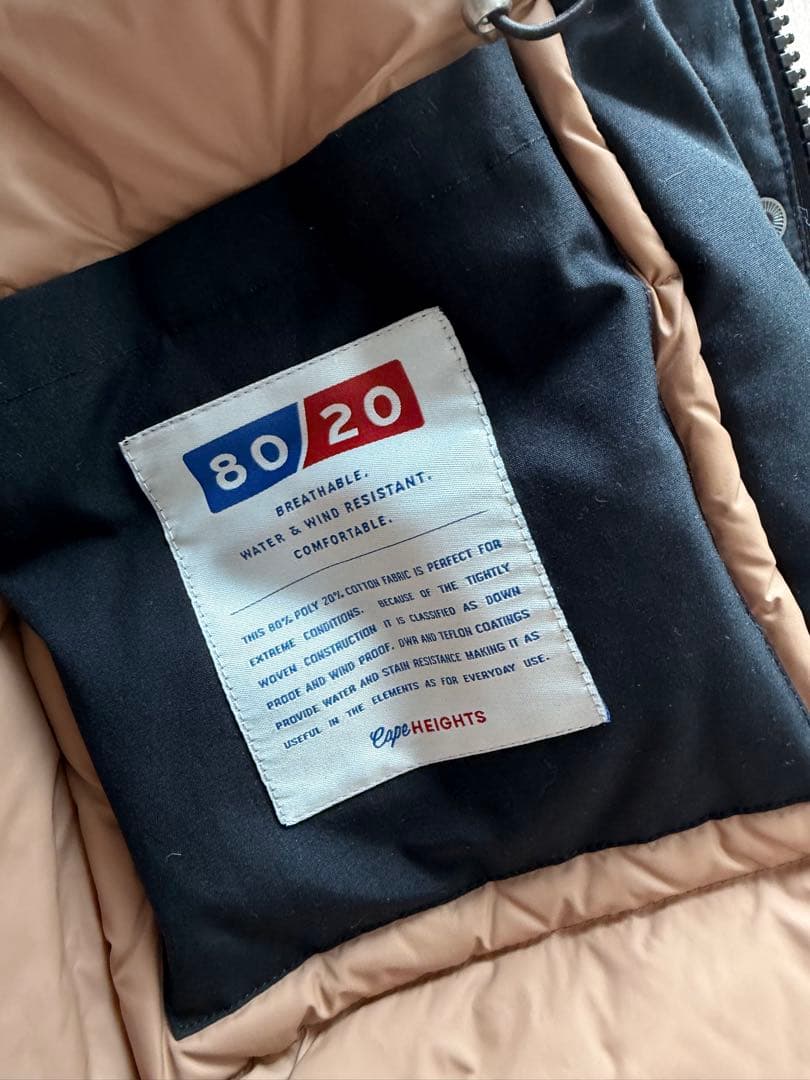 80/20
BREATHABLE.
WATER & WIND RESISTANT.
COMFORTABLE.
THIS 80% POLY 20% COTTON FABRIC IS PERFECT FOR
EXTREME CONDITIONS. BECAUSE OF THE TIGHTLY
WOVEN CONSTRUCTION IT IS CLASSIFIED AS DOWN
PROOF AND WIND PROOF. DWR AND TEFLON COATINGS
PROVIDE WATER AND STAIN RESISTANCE MAKING IT AS
USEFUL IN THE ELEMENTS AS FOR EVERYDAY USE.
Cape HEIGHTS